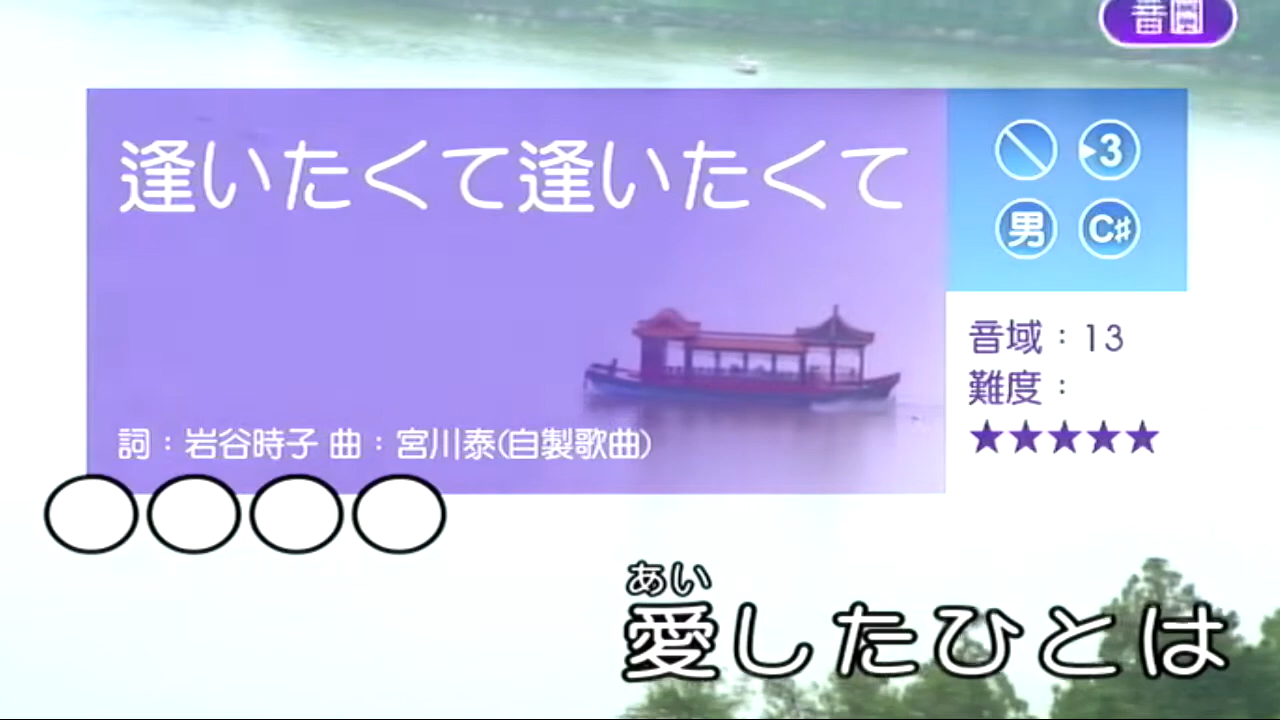 音圓
逢いたくて逢いたくて
3
男 C♯
詞：岩谷時子 曲：宮川泰(自製歌曲)
音域：13
難度：
★★★★★
あい
愛したひとは